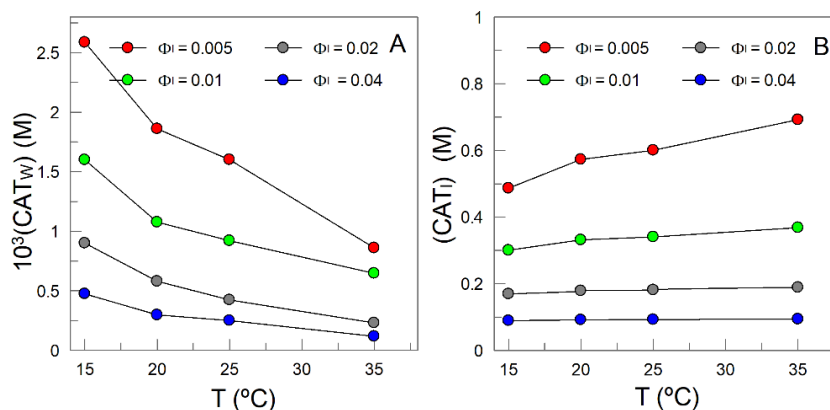 A
ΦI = 0.005
ΦI = 0.02
ΦI = 0.01
ΦI = 0.04
10³(CATW) (M)
2.5
2
1.5
1
0.5
0
15
20
25
30
35
T (ºC)
B
ΦI = 0.005
ΦI = 0.02
ΦI = 0.01
ΦI = 0.04
(CATI) (M)
1
0.8
0.6
0.4
0.2
0
15
20
25
30
35
T (ºC)